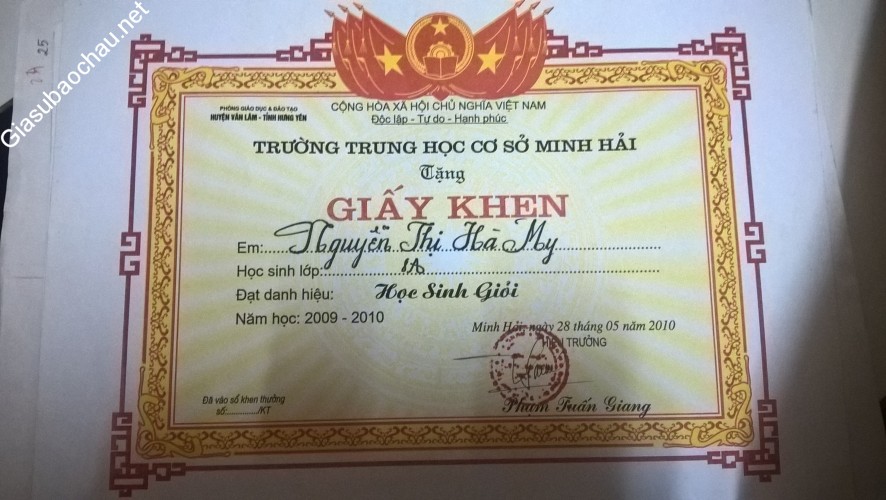 Giasubaochau.net
25
PHÒNG GIÁO DỤC & ĐÀO TẠO
HUYỆN VĂN LÂM - TỈNH HƯNG YÊN
CỘNG HÒA XÃ HỘI CHỦ NGHĨA VIỆT NAM
Độc lập - Tự do - Hạnh phúc
TRƯỜNG TRUNG HỌC CƠ SỞ MINH HẢI
Tặng
GIẤY KHEN
Em:....Nguyễn Thị Hà My....
Học sinh lớp:....
Đạt danh hiệu: Học Sinh Giỏi
Năm học: 2009 - 2010
Minh Hải, ngày 28 tháng 05 năm 2010
HIỆU TRƯỞNG
Đã vào sổ khen thưởng
số:............/KT
Phạm Tuấn Giang